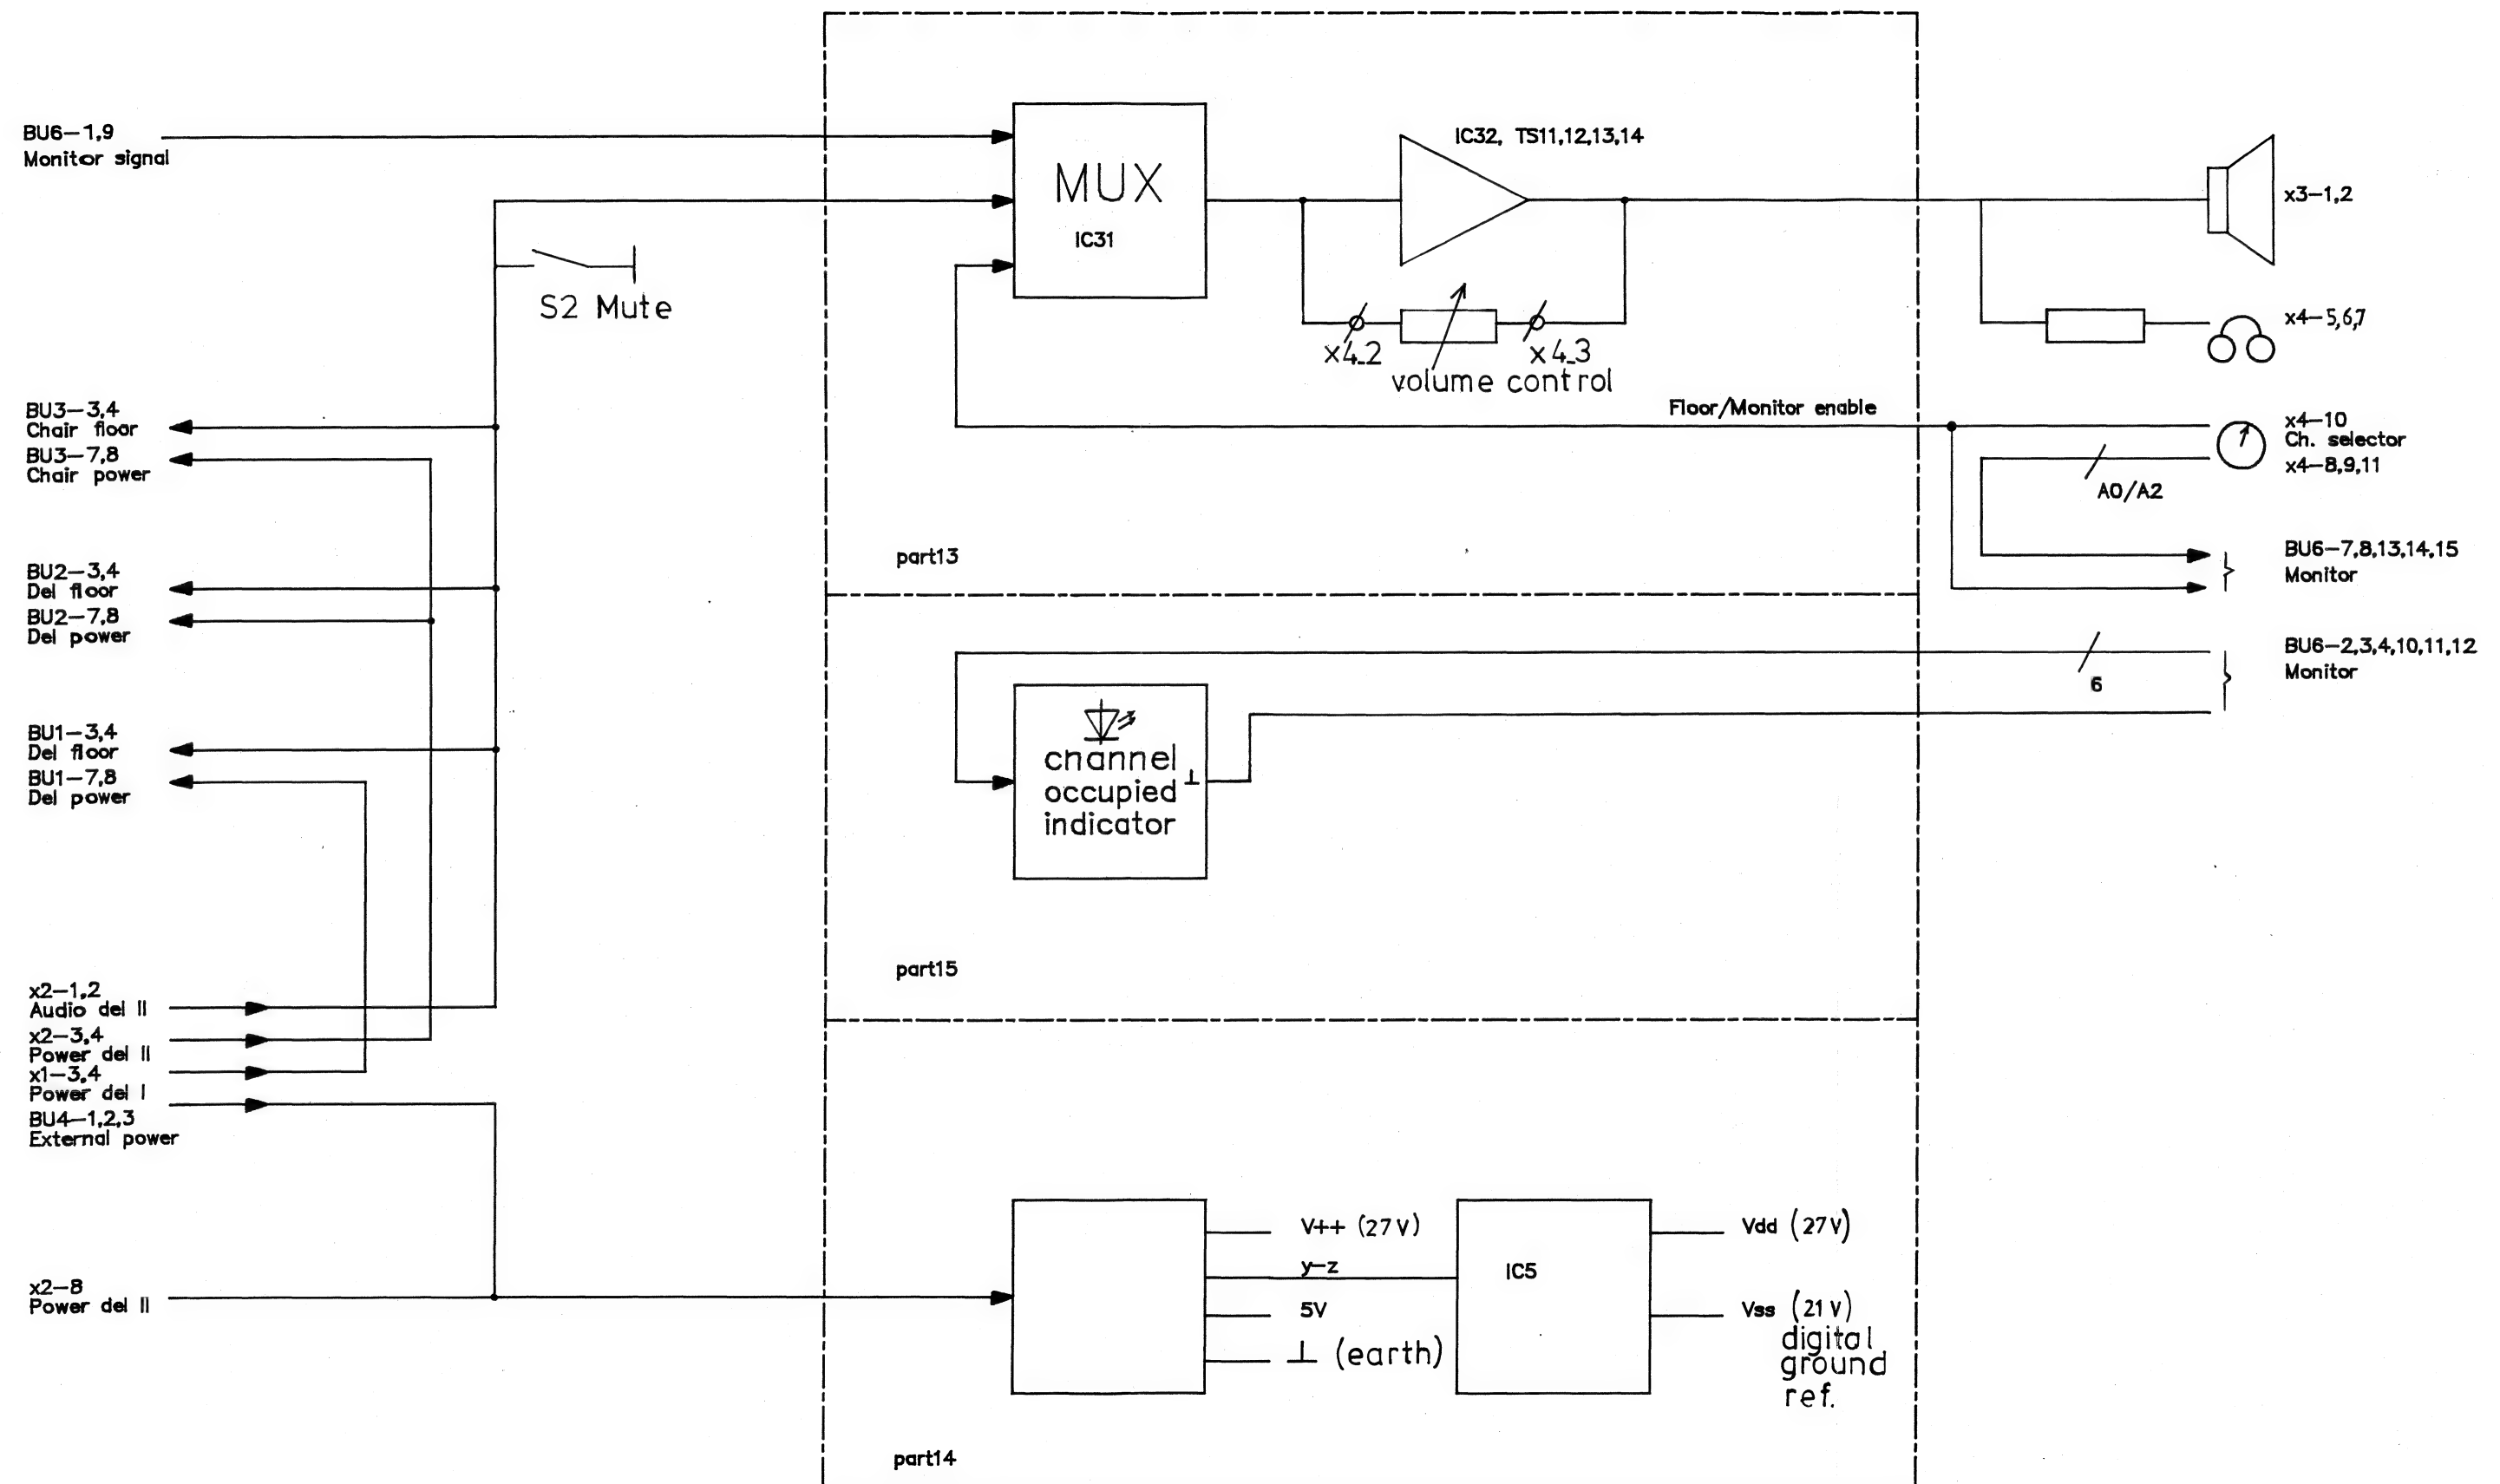 BU6-1,9
Monitor signal
MUX
IC31
IC32, TS11,12,13,14
x3-1,2
S2 Mute
x4-5,6,7
x4_2
x4_3
volume control
BU3-3,4
Chair floor
BU3-7,8
Chair power
Floor/Monitor enable
x4-10
Ch. selector
x4-8,9,11
A0/A2
part13
BU6-7,8,13,14,15
Monitor
BU2-3,4
Del floor
BU2-7,8
Del power
BU6-2,3,4,10,11,12
Monitor
6
BU1-3,4
Del floor
BU1-7,8
Del power
channel
occupied ⊥
indicator
part15
x2-1,2
Audio del II
x2-3,4
Power del II
x1-3,4
Power del I
BU4-1,2,3
External power
x2-8
Power del II
V++ (27V)
y-z
5V
⊥ (earth)
IC5
Vdd (27V)
Vss (21V)
digital
ground
ref.
part14